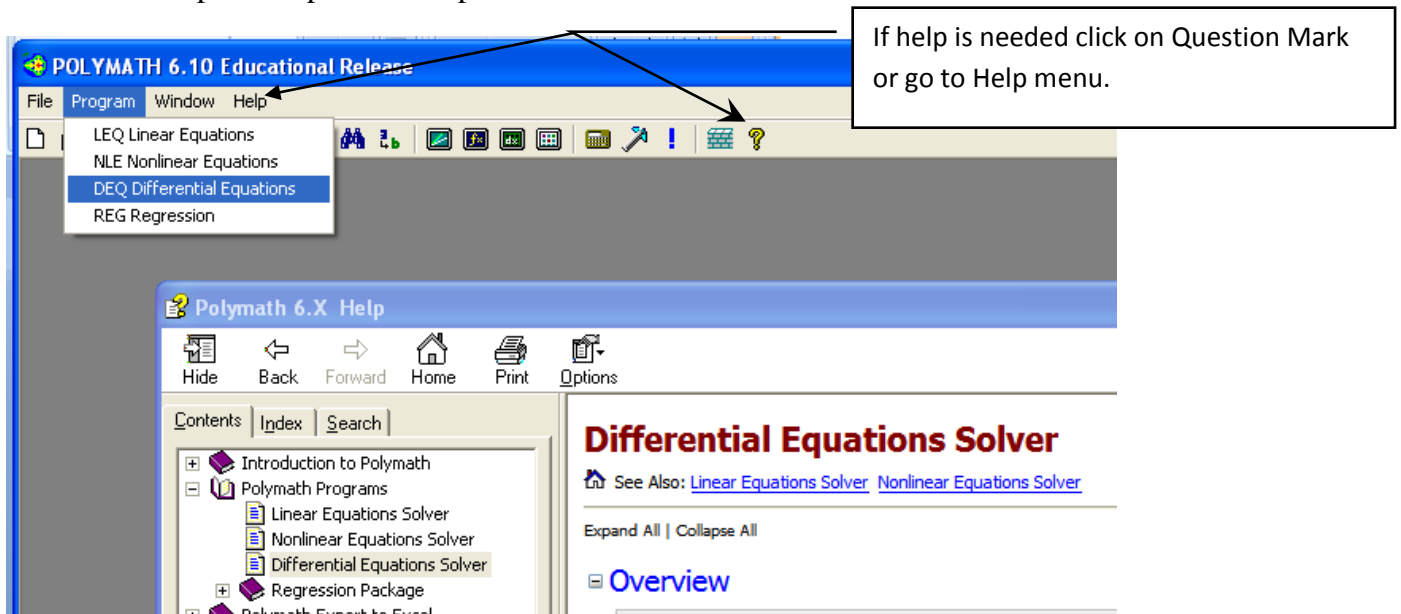 If help is needed click on Question Mark
or go to Help menu.
POLYMATH 6.10 Educational Release
File Program Window Help
LEQ Linear Equations
NLE Nonlinear Equations
DEQ Differential Equations
REG Regression
Polymath 6.X Help
Hide Back Forward Home Print Options
Contents Index Search
Introduction to Polymath
Polymath Programs
Linear Equations Solver
Nonlinear Equations Solver
Differential Equations Solver
Regression Package
Differential Equations Solver
See Also: Linear Equations Solver Nonlinear Equations Solver
Expand All | Collapse All
Overview